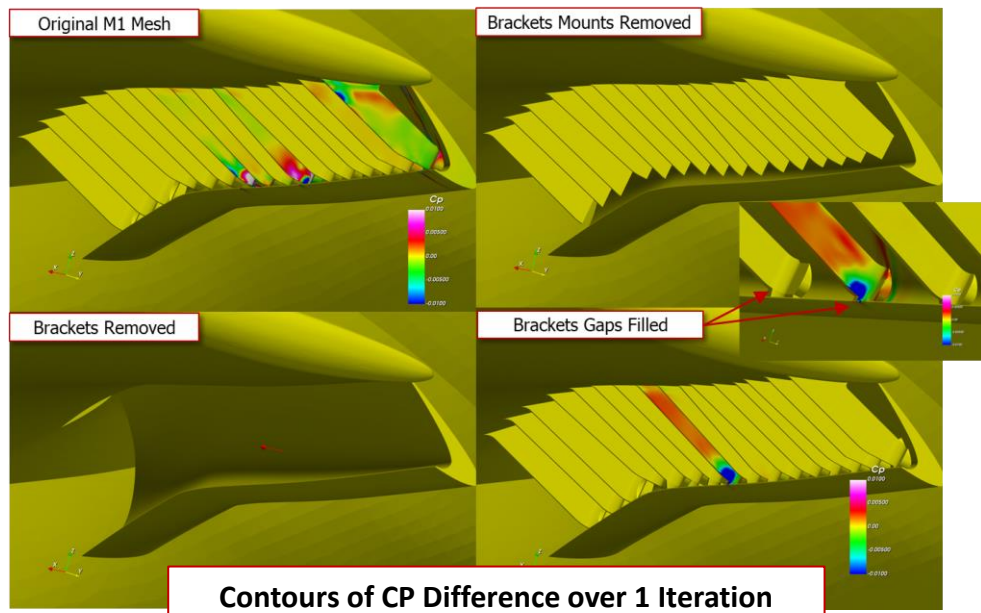 Original M1 Mesh
Brackets Mounts Removed
Cp
0.0100
0.00500
0.00
-0.00500
-0.0100
X
Z
Y
Brackets Removed
Brackets Gaps Filled
Cp
0.0100
0.00500
0.00
-0.00500
-0.0100
Contours of CP Difference over 1 Iteration